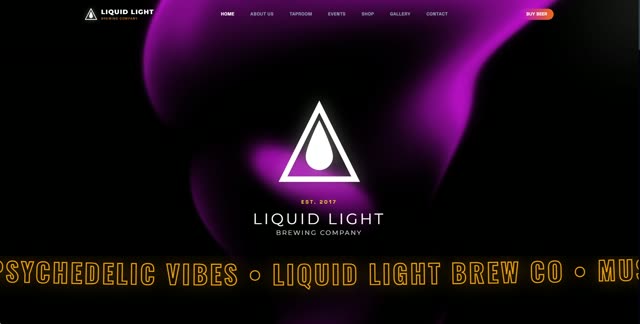 LIQUID LIGHT
BREWING COMPANY
HOME ABOUT US TAPROOM EVENTS SHOP GALLERY CONTACT
BUY BEER
EST. 2017
LIQUID LIGHT
BREWING COMPANY
PSYCHEDELIC VIBES ○ LIQUID LIGHT BREW CO ○ MUS